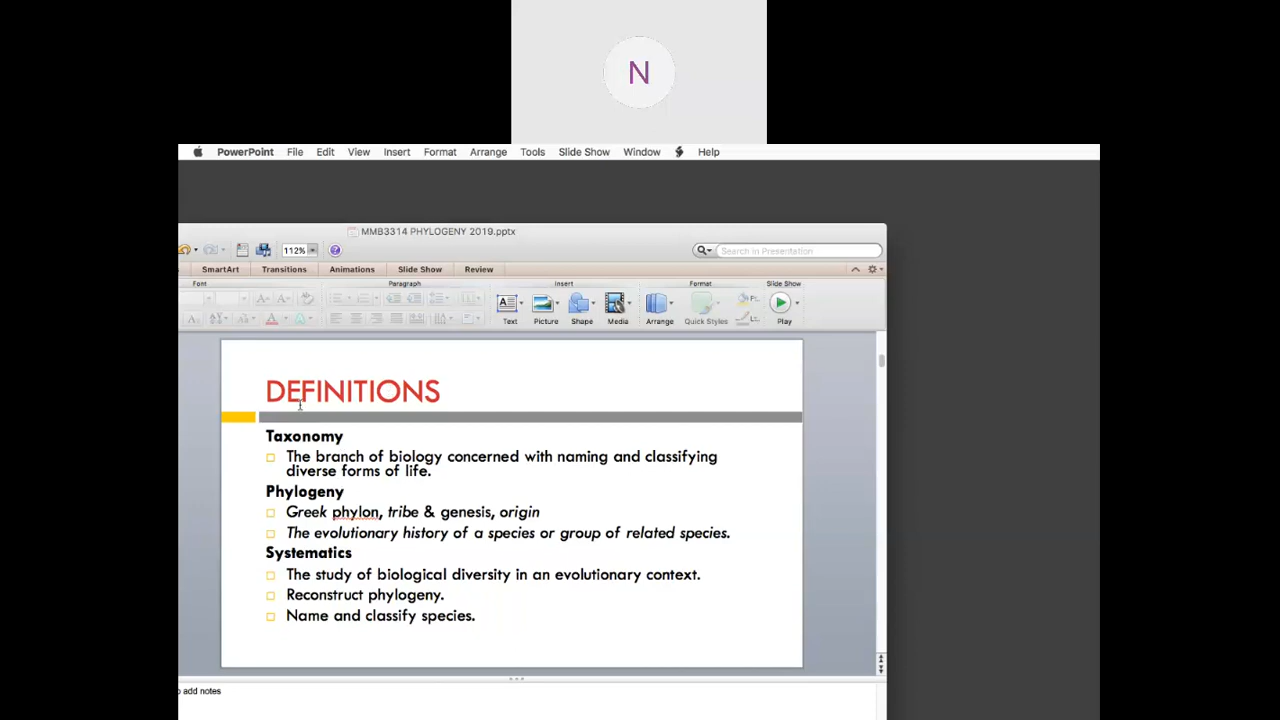 N
PowerPoint File Edit View Insert Format Arrange Tools Slide Show Window Help
MMB3314 PHYLOGENY 2019.pptx
112% Search in Presentation
SmartArt Transitions Animations Slide Show Review
Font Paragraph Insert Format Slide Show
Text Picture Shape Media Arrange Quick Styles Play
DEFINITIONS
Taxonomy
The branch of biology concerned with naming and classifying
diverse forms of life.
Phylogeny
Greek phylon, tribe & genesis, origin
The evolutionary history of a species or group of related species.
Systematics
The study of biological diversity in an evolutionary context.
Reconstruct phylogeny.
Name and classify species.
add notes